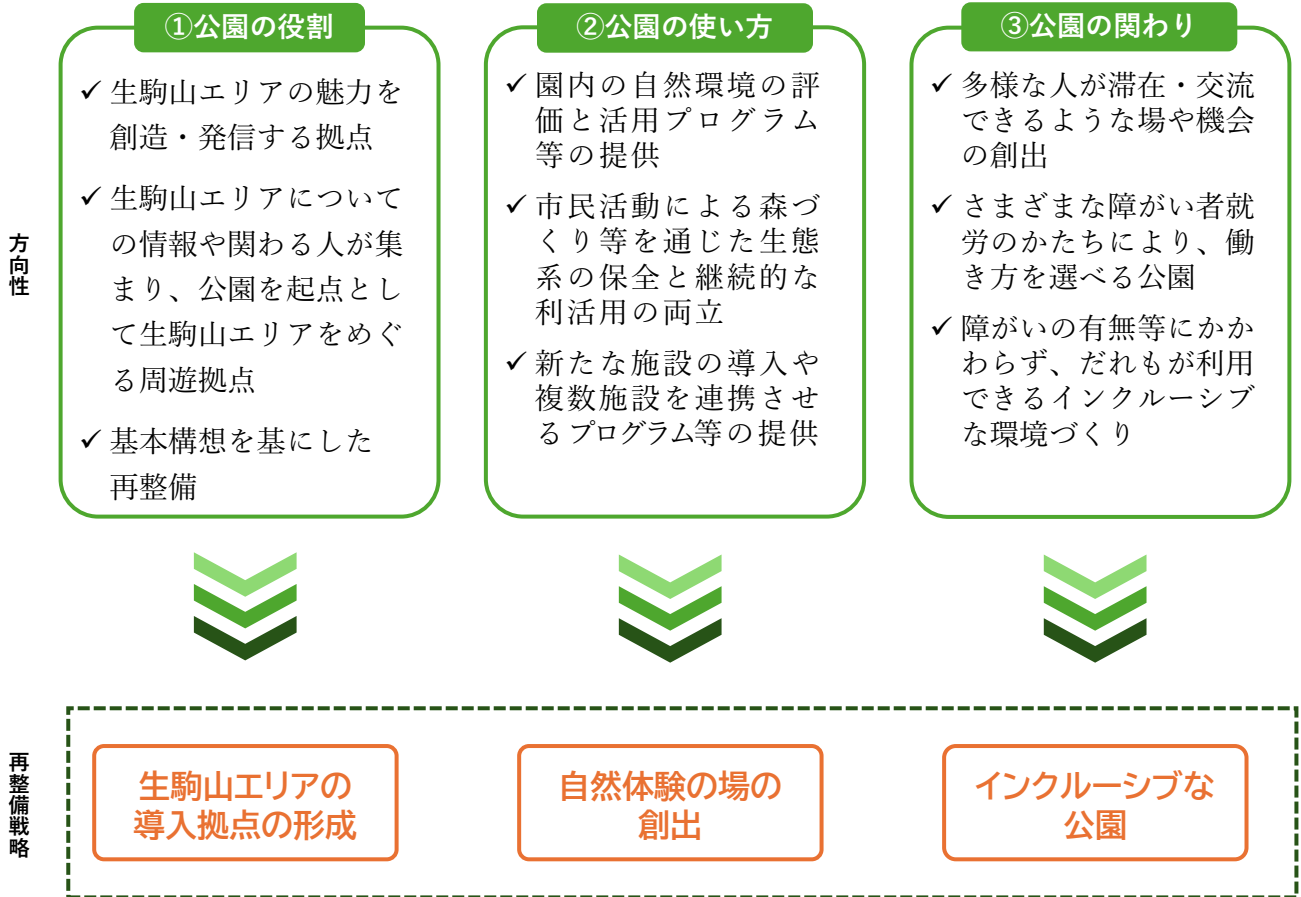 方向性
①公園の役割
✓ 生駒山エリアの魅力を
創造・発信する拠点
✓ 生駒山エリアについて
の情報や関わる人が集
まり、公園を起点とし
て生駒山エリアをめぐ
る周遊拠点
✓ 基本構想を基にした
再整備
②公園の使い方
✓ 園内の自然環境の評
価と活用プログラム
等の提供
✓ 市民活動による森づ
くり等を通じた生態
系の保全と継続的な
利活用の両立
✓ 新たな施設の導入や
複数施設を連携させ
るプログラム等の提供
③公園の関わり
✓ 多様な人が滞在・交流
できるような場や機会
の創出
✓ さまざまな障がい者就
労のかたちにより、働
き方を選べる公園
✓ 障がいの有無等にかか
わらず、だれもが利用
できるインクルーシブ
な環境づくり
再整備戦略
生駒山エリアの
導入拠点の形成
自然体験の場の
創出
インクルーシブな
公園